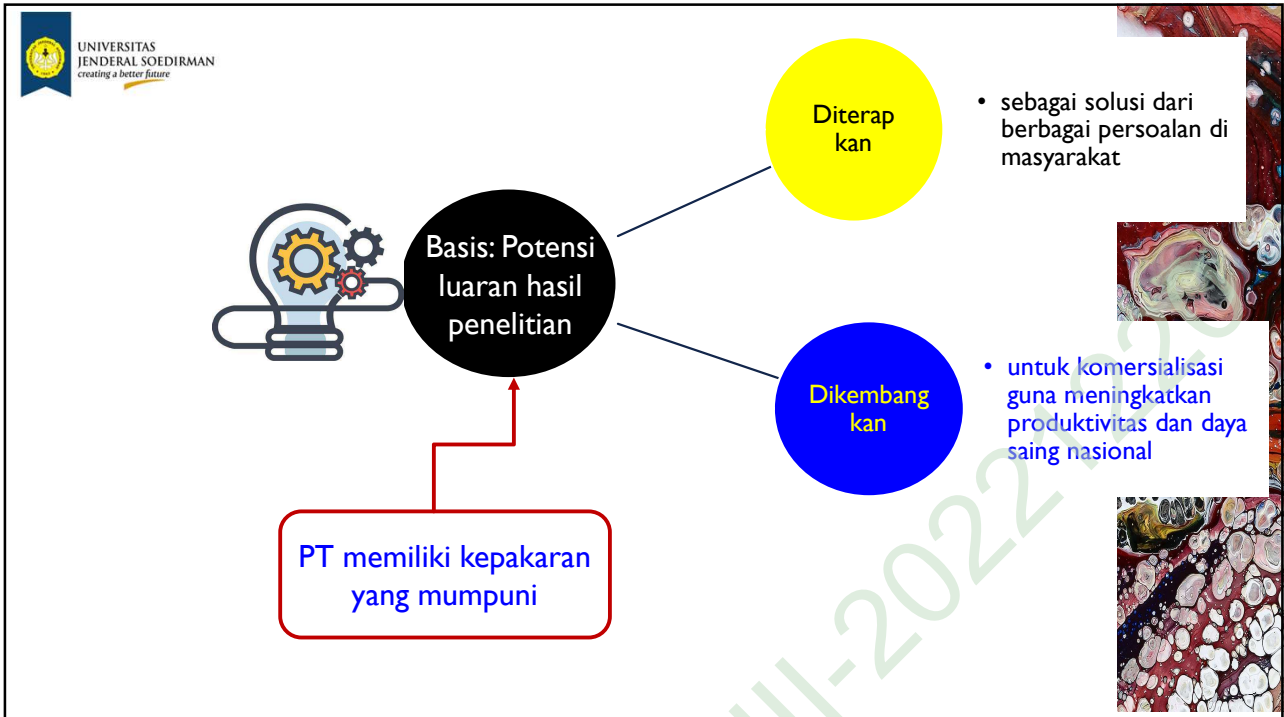 UNIVERSITAS
JENDERAL SOEDIRMAN
creating a better future
Diterap
kan
• sebagai solusi dari
berbagai persoalan di
masyarakat
Basis: Potensi
luaran hasil
penelitian
Dikembang
kan
• untuk komersialisasi
guna meningkatkan
produktivitas dan daya
saing nasional
PT memiliki kepakaran
yang mumpuni